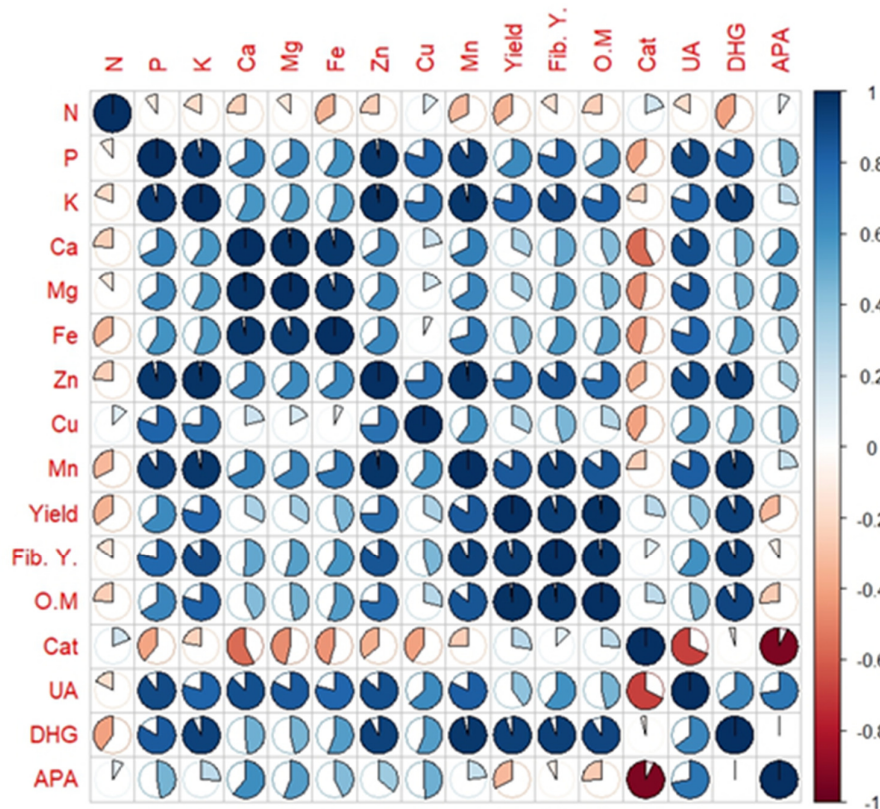 N P K Ca Mg Fe Zn Cu Mn Yield Fib. Y. O.M Cat UA DHG APA
N
P
K
Ca
Mg
Fe
Zn
Cu
Mn
Yield
Fib. Y.
O.M
Cat
UA
DHG
APA
1
0.8
0.6
0.4
0.2
0
-0.2
-0.4
-0.6
-0.8
-1